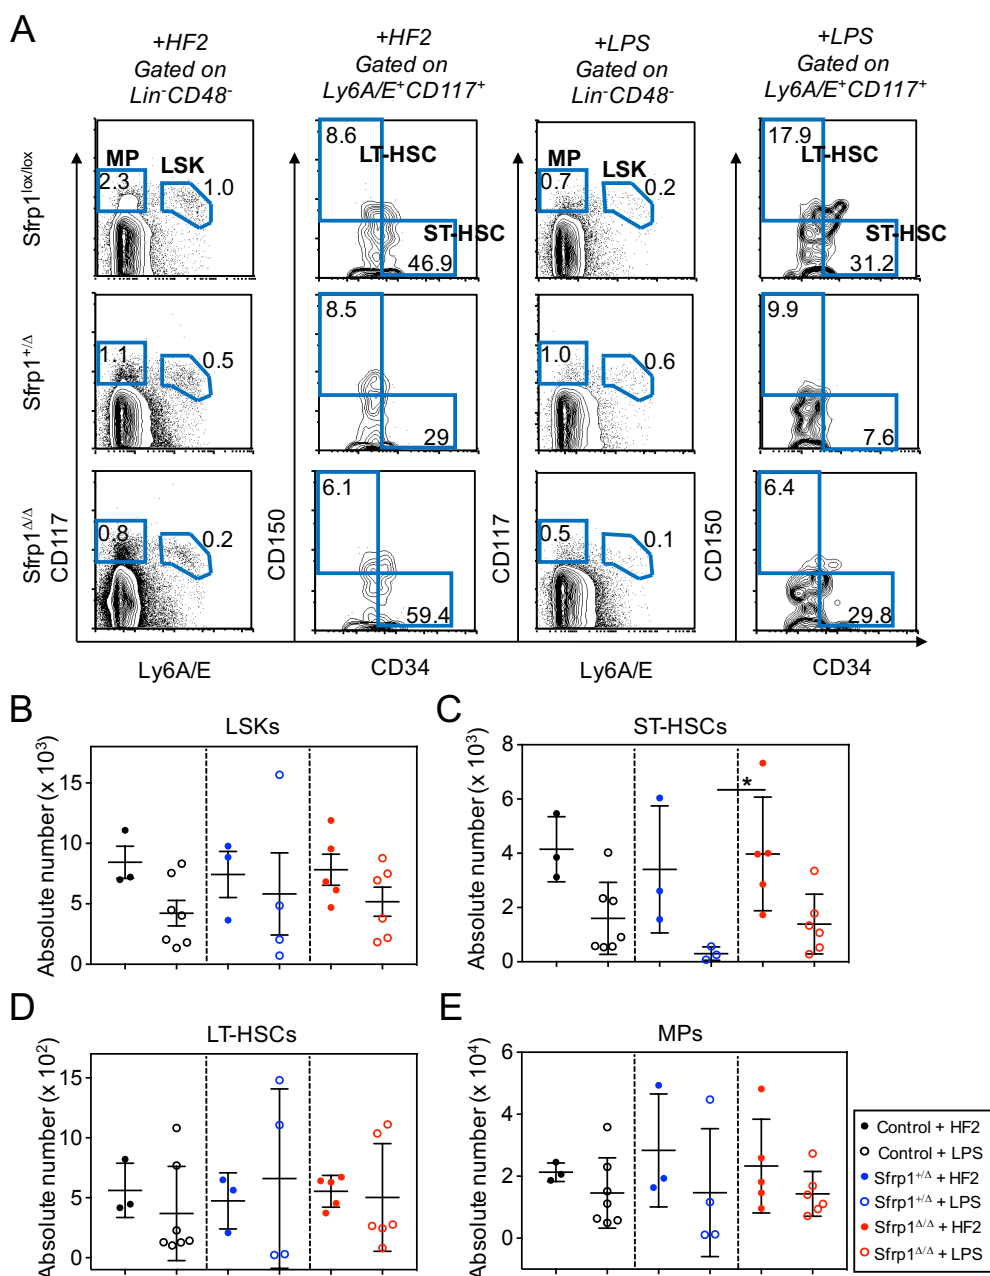 A
+HF2
Gated on
Lin⁻CD48⁻
+HF2
Gated on
Ly6A/E⁺CD117⁺
+LPS
Gated on
Lin⁻CD48⁻
+LPS
Gated on
Ly6A/E⁺CD117⁺
Sfrp1 lox/lox
MP
LSK
2.3
1.0
8.6
LT-HSC
ST-HSC
46.9
MP
LSK
0.7
0.2
17.9
LT-HSC
ST-HSC
31.2
Sfrp1 +/Δ
1.1
0.5
8.5
29
1.0
0.6
9.9
7.6
Sfrp1 Δ/Δ
CD117
0.8
0.2
CD150
6.1
59.4
CD117
0.5
0.1
CD150
6.4
29.8
Ly6A/E
CD34
Ly6A/E
CD34
B
LSKs
Absolute number (x 10³)
15
10
5
0
C
ST-HSCs
Absolute number (x 10³)
8
6
4
2
0
*
D
LT-HSCs
Absolute number (x 10²)
15
10
5
0
E
MPs
Absolute number (x 10⁴)
6
4
2
0
Control + HF2
Control + LPS
Sfrp1+/Δ + HF2
Sfrp1+/Δ + LPS
Sfrp1Δ/Δ + HF2
Sfrp1Δ/Δ + LPS